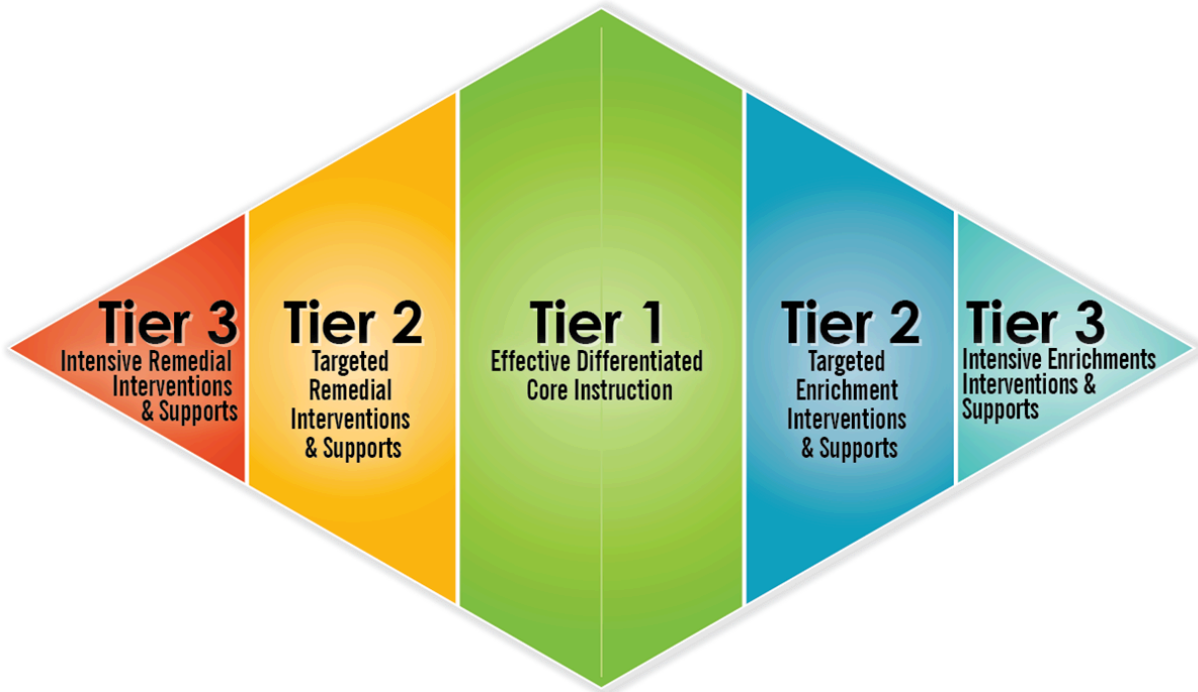 Tier 3
Intensive Remedial
Interventions
& Supports
Tier 2
Targeted
Remedial
Interventions
& Supports
Tier 1
Effective Differentiated
Core Instruction
Tier 2
Targeted
Enrichment
Interventions
& Supports
Tier 3
Intensive Enrichments
Interventions &
Supports